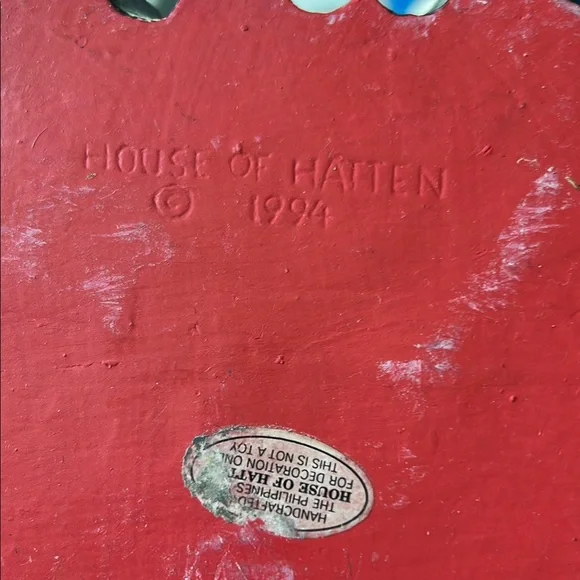 HOUSE OF HATTEN
© 1994
HANDCRAFTED
THE PHILIPPINES
HOUSE OF HATT
FOR DECORATION ONL
THIS IS NOT A TOY